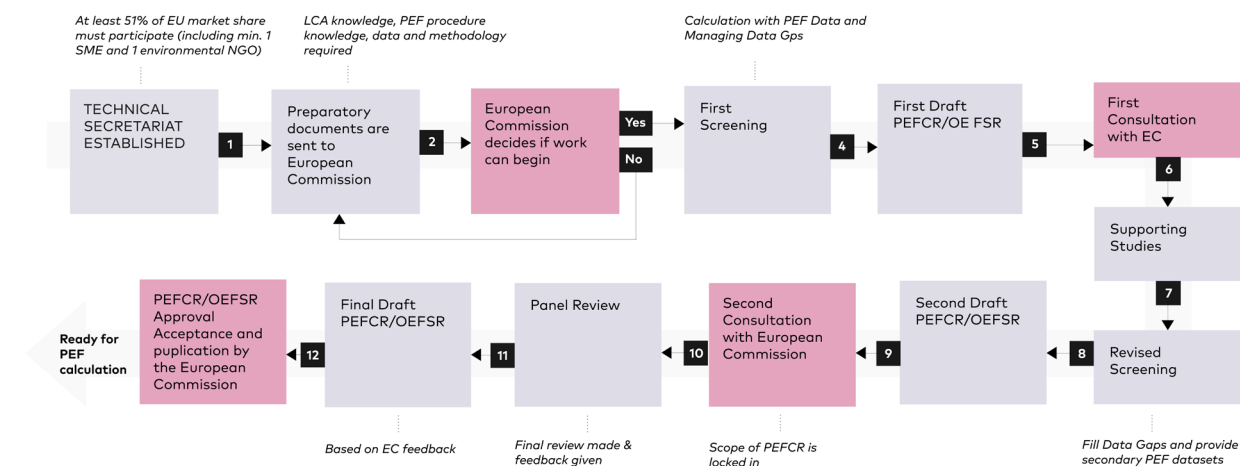 At least 51% of EU market share
must participate (including min. 1
SME and 1 environmental NGO)
LCA knowledge, PEF procedure
knowledge, data and methodology
required
Calculation with PEF Data and
Managing Data Gps
TECHNICAL
SECRETARIAT
ESTABLISHED
1
Preparatory
documents are
sent to
European
Commission
2
European
Commission
decides if work
can begin
Yes
No
First
Screening
4
First Draft
PEFCR/OE FSR
5
First
Consultation
with EC
6
Supporting
Studies
7
Revised
Screening
8
Second Draft
PEFCR/OEFSR
9
Second
Consultation
with European
Commission
10
Panel Review
11
Final Draft
PEFCR/OEFSR
12
PEFCR/OEFSR
Approval
Acceptance and
puplication by
the European
Commission
Ready for
PEF
calculation
Based on EC feedback
Final review made &
feedback given
Scope of PEFCR is
locked in
Fill Data Gaps and provide
secondary PEF datasets